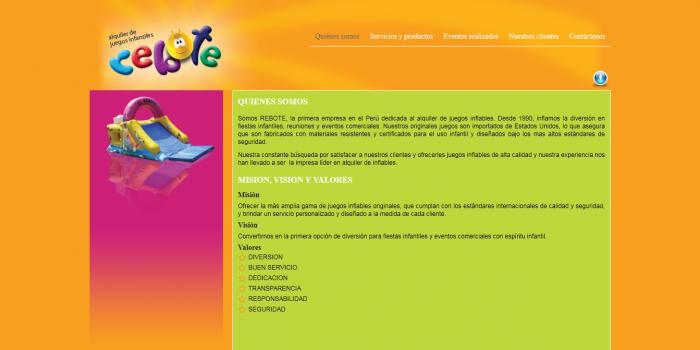 alquiler de
juegos infantiles
rebote
Quiénes somos Servicios y productos Eventos realizados Nuestros clientes Contáctenos
QUIENES SOMOS
Somos REBOTE, la primera empresa en el Perú dedicada al alquiler de juegos inflables. Desde 1990, inflamos la diversión en
fiestas infantiles, reuniones y eventos comerciales. Nuestros originales juegos son importados de Estados Unidos, lo que asegura
que son fabricados con materiales resistentes y certificados para el uso infantil y diseñados bajo los mas altos estándares de
seguridad.
Nuestra constante búsqueda por satisfacer a nuestros clientes y ofrecerles juegos inflables de alta calidad y nuestra experiencia nos
han llevado a ser la impresa líder en alquiler de inflables.
MISION, VISION Y VALORES
Misión
Ofrecer la más amplia gama de juegos inflables originales, que cumplan con los estándares internacionales de calidad y seguridad,
y brindar un servicio personalizado y diseñado a la medida de cada cliente.
Visión
Convertirnos en la primera opción de diversión para fiestas infantiles y eventos comerciales con espíritu infantil.
Valores
DIVERSION
BUEN SERVICIO
DEDICACION
TRANSPARENCIA
RESPONSABILIDAD
SEGURIDAD